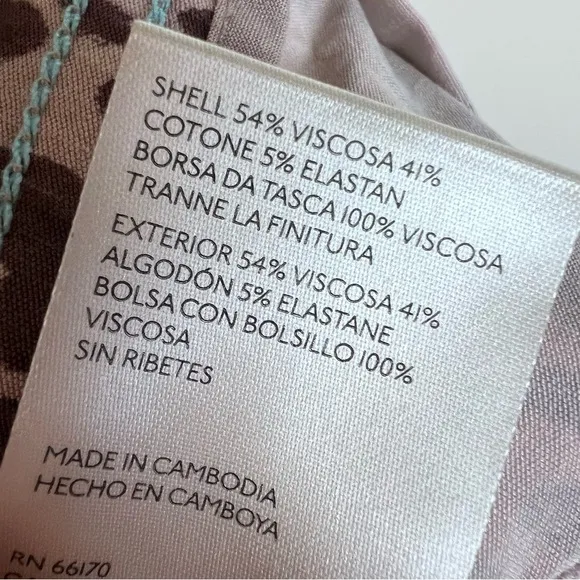 SHELL 54% VISCOSA 41%
COTONE 5% ELASTAN
BORSA DA TASCA 100% VISCOSA
TRANNE LA FINITURA
EXTERIOR 54% VISCOSA 41%
ALGODÓN 5% ELASTANE
BOLSA CON BOLSILLO 100%
VISCOSA
SIN RIBETES
MADE IN CAMBODIA
HECHO EN CAMBOYA
RN 66170